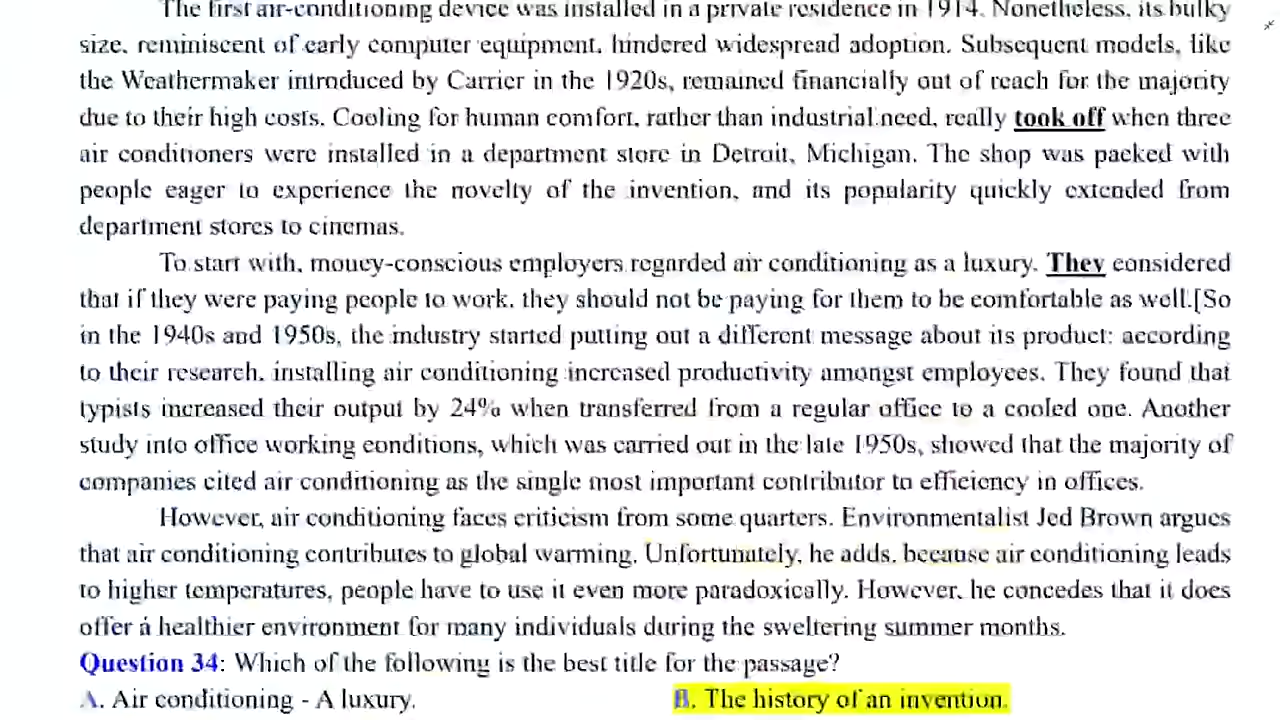 The first air-conditioning device was installed in a private residence in 1914. Nonetheless, its bulky
size, reminiscent of early computer equipment, hindered widespread adoption. Subsequent models, like
the Weathermaker introduced by Carrier in the 1920s, remained financially out of reach for the majority
due to their high costs. Cooling for human comfort, rather than industrial need, really took off when three
air conditioners were installed in a department store in Detroit, Michigan. The shop was packed with
people eager to experience the novelty of the invention, and its popularity quickly extended from
department stores to cinemas.
To start with, money-conscious employers regarded air conditioning as a luxury. They considered
that if they were paying people to work, they should not be paying for them to be comfortable as well.[So
in the 1940s and 1950s, the industry started putting out a different message about its product: according
to their research, installing air conditioning increased productivity amongst employees. They found that
typists increased their output by 24% when transferred from a regular office to a cooled one. Another
study into office working conditions, which was carried out in the late 1950s, showed that the majority of
companies cited air conditioning as the single most important contributor to efficiency in offices.
However, air conditioning faces criticism from some quarters. Environmentalist Jed Brown argues
that air conditioning contributes to global warming. Unfortunately, he adds, because air conditioning leads
to higher temperatures, people have to use it even more paradoxically. However, he concedes that it does
offer á healthier environment for many individuals during the sweltering summer months.
Question 34: Which of the following is the best title for the passage?
A. Air conditioning - A luxury. B. The history of an invention.